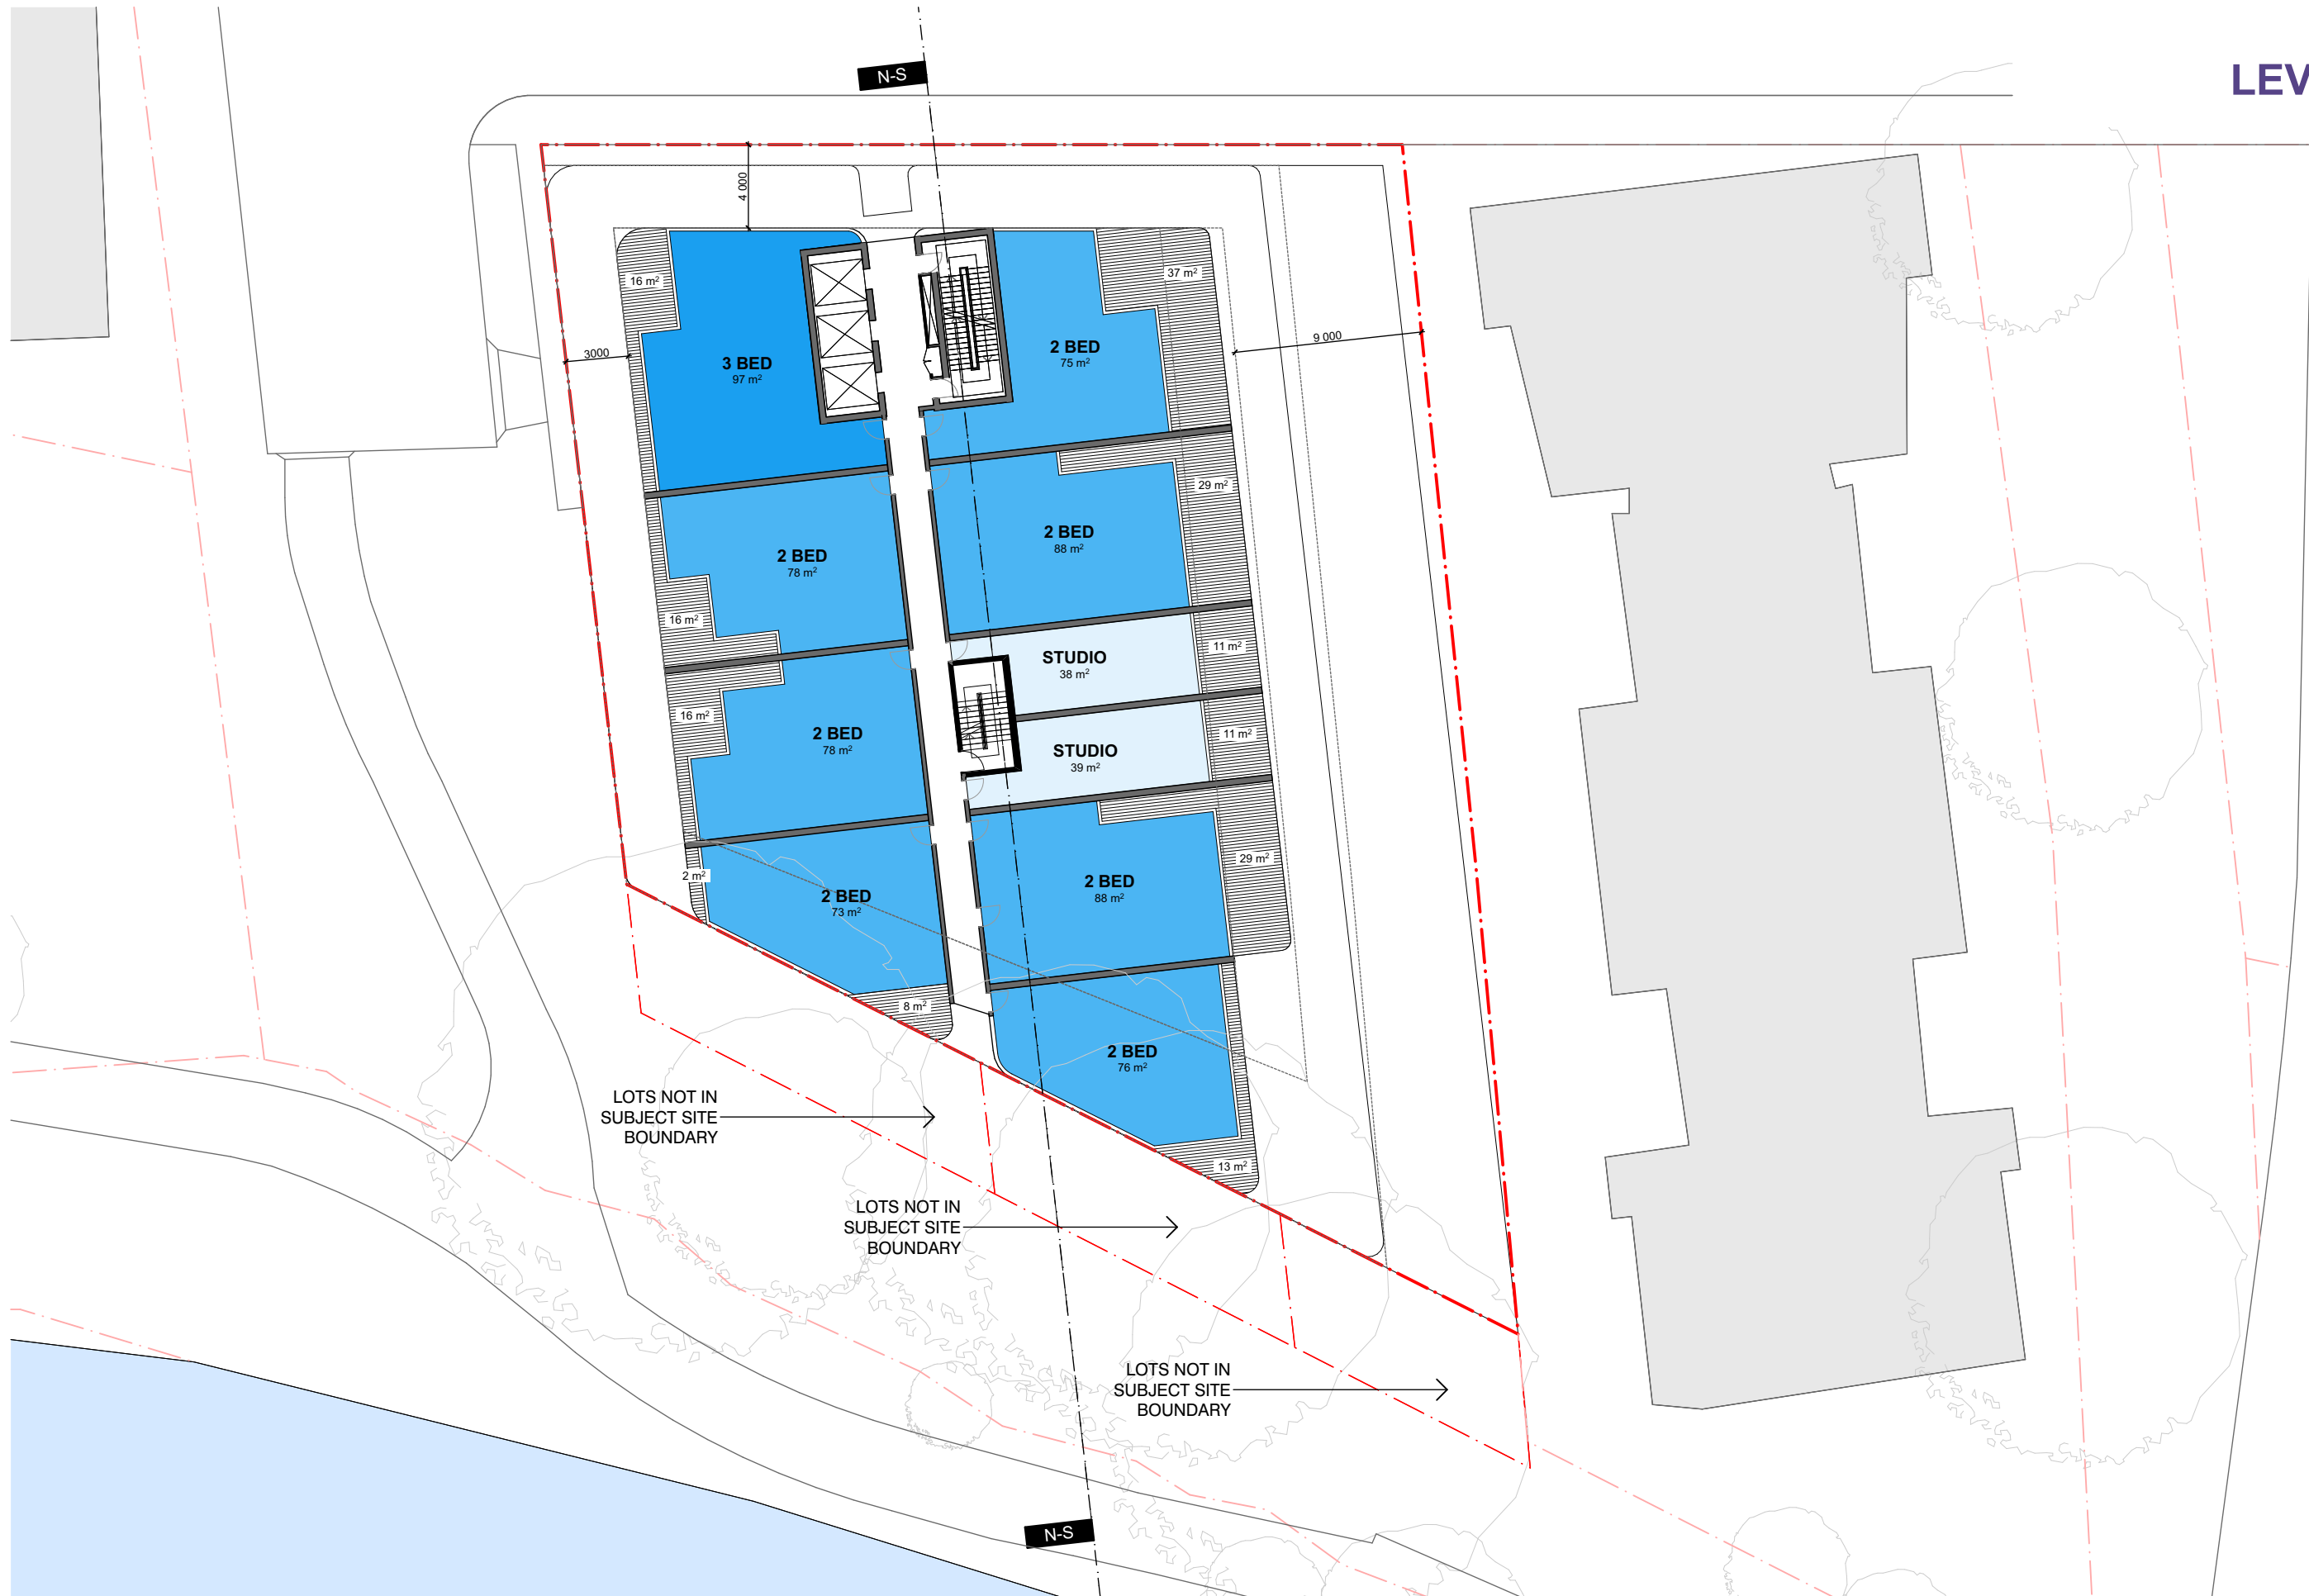 N-S
LEV
4 000
16 m²
37 m²
3000
9 000
3 BED
97 m²
2 BED
75 m²
29 m²
2 BED
88 m²
2 BED
78 m²
16 m²
11 m²
STUDIO
38 m²
16 m²
2 BED
78 m²
11 m²
STUDIO
39 m²
29 m²
2 m²
2 BED
73 m²
2 BED
88 m²
8 m²
2 BED
76 m²
13 m²
LOTS NOT IN
SUBJECT SITE
BOUNDARY
LOTS NOT IN
SUBJECT SITE
BOUNDARY
LOTS NOT IN
SUBJECT SITE
BOUNDARY
N-S